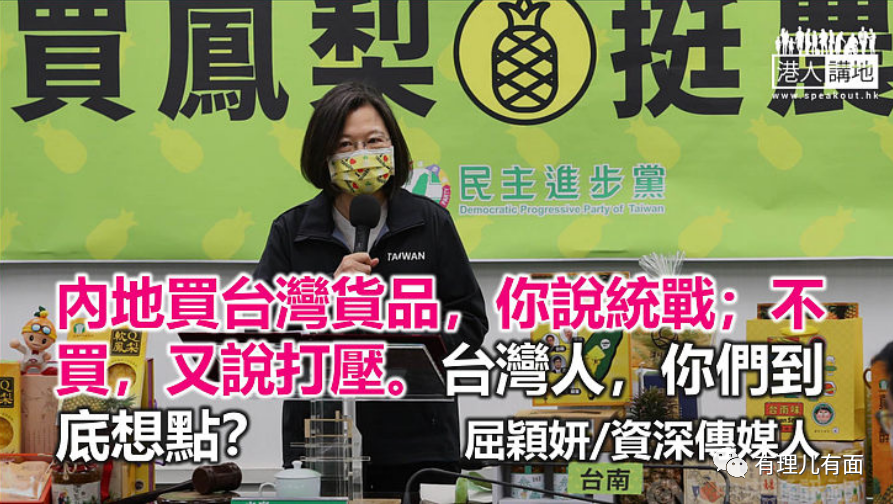 買鳳梨 挺農
港人講地
www.speakout.hk
民主進步黨
Democratic Progressive Party of Taiwan
TAIWAN
內地買台灣貨品，你說統戰；不
買，又說打壓。台灣人，你們到
底想點？
屈穎妍/資深傳媒人
台南
有理儿有面